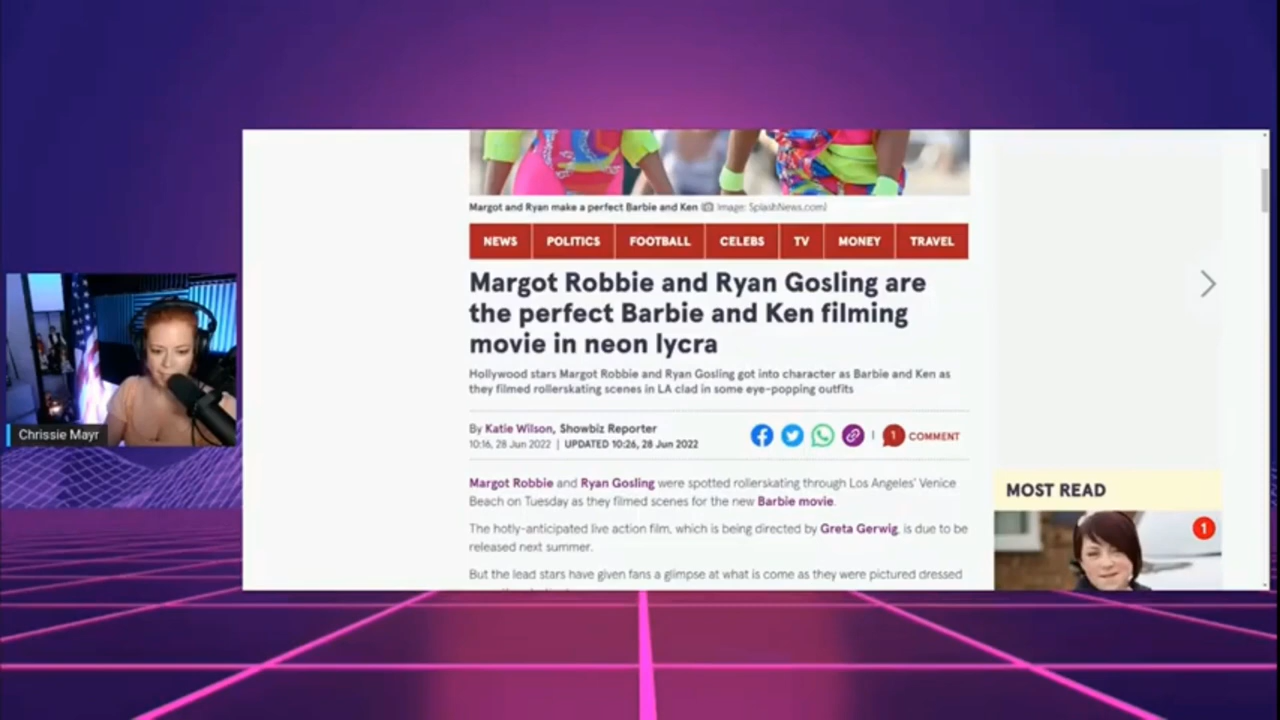 Margot and Ryan make a perfect Barbie and Ken (Image: SplashNews.com)
NEWS POLITICS FOOTBALL CELEBS TV MONEY TRAVEL
Margot Robbie and Ryan Gosling are
the perfect Barbie and Ken filming
movie in neon lycra
Hollywood stars Margot Robbie and Ryan Gosling got into character as Barbie and Ken as
they filmed rollerskating scenes in LA clad in some eye-popping outfits
By Katie Wilson, Showbiz Reporter
10:16, 28 Jun 2022 | UPDATED 10:26, 28 Jun 2022
1 COMMENT
Chrissie Mayr
Margot Robbie and Ryan Gosling were spotted rollerskating through Los Angeles' Venice
Beach on Tuesday as they filmed scenes for the new Barbie movie.
The hotly-anticipated live action film, which is being directed by Greta Gerwig, is due to be
released next summer.
But the lead stars have given fans a glimpse at what is come as they were pictured dressed
MOST READ
1